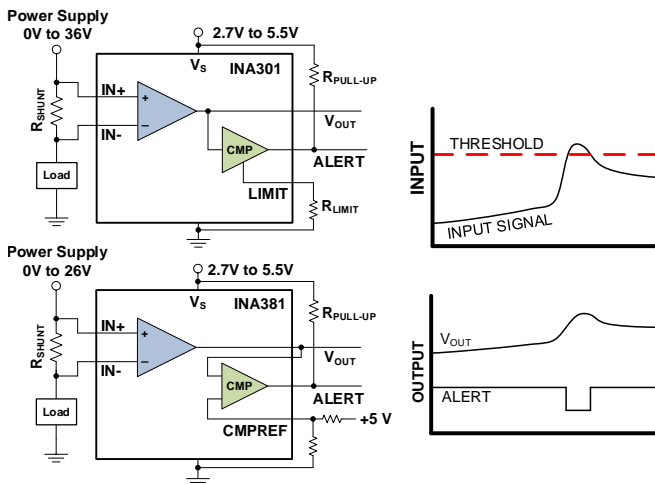 Power Supply
0V to 36V
2.7V to 5.5V
VS
INA301
RPULL-UP
RSHUNT
IN+
+
IN-
−
VOUT
CMP
ALERT
Load
LIMIT
RLIMIT
Power Supply
0V to 26V
2.7V to 5.5V
VS
INA381
RPULL-UP
RSHUNT
IN+
+
IN-
−
VOUT
CMP
ALERT
Load
CMPREF
+5 V
INPUT
THRESHOLD
INPUT SIGNAL
OUTPUT
VOUT
ALERT